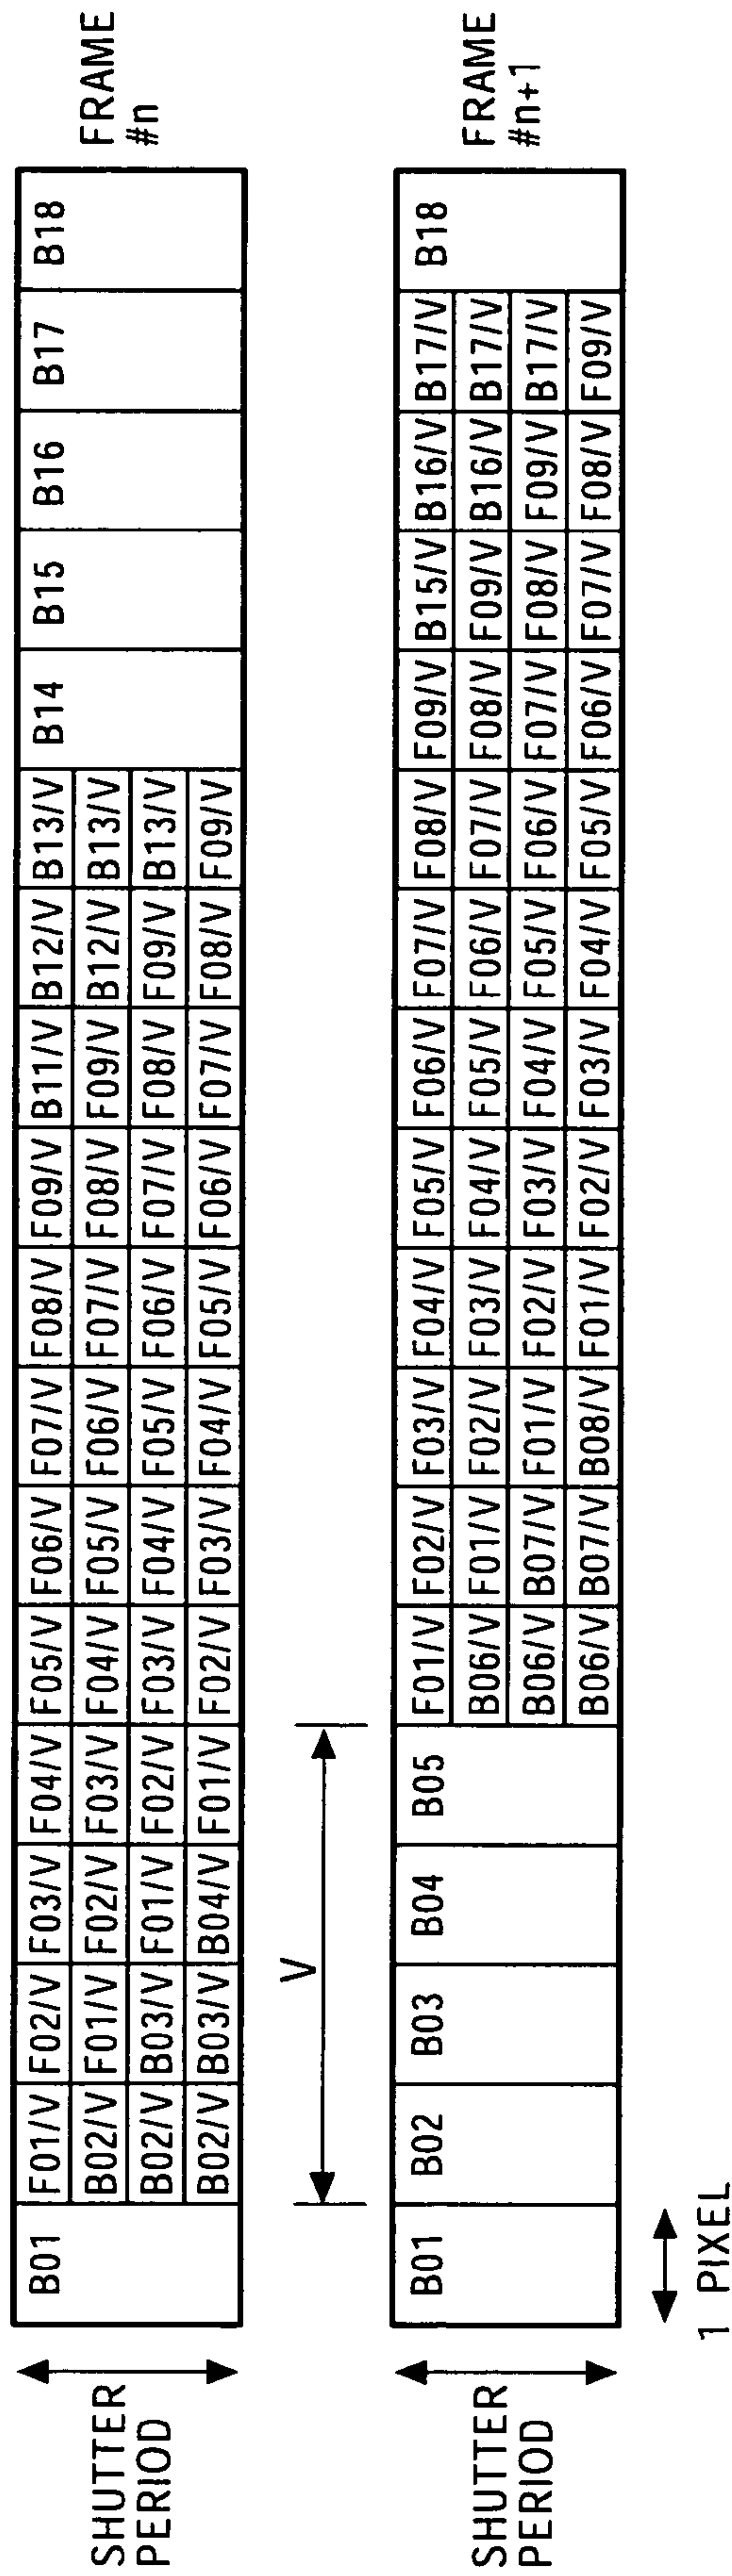 B01 F01/V F02/V F03/V F04/V F05/V F06/V F07/V F08/V F09/V B11/V B12/V B13/V B14 B15 B16 B17 B18
B02/V F01/V F02/V F03/V F04/V F05/V F06/V F07/V F08/V F09/V B12/V B13/V
B02/V B03/V F01/V F02/V F03/V F04/V F05/V F06/V F07/V F08/V F09/V B13/V
B02/V B03/V B04/V F01/V F02/V F03/V F04/V F05/V F06/V F07/V F08/V F09/V
SHUTTER
PERIOD
FRAME
#n
V
B01 B02 B03 B04 B05 F01/V F02/V F03/V F04/V F05/V F06/V F07/V F08/V F09/V B15/V B16/V B17/V B18
B06/V F01/V F02/V F03/V F04/V F05/V F06/V F07/V F08/V F09/V B16/V B17/V
B06/V B07/V F01/V F02/V F03/V F04/V F05/V F06/V F07/V F08/V F09/V B17/V
B06/V B07/V B08/V F01/V F02/V F03/V F04/V F05/V F06/V F07/V F08/V F09/V
SHUTTER
PERIOD
FRAME
#n+1
1 PIXEL